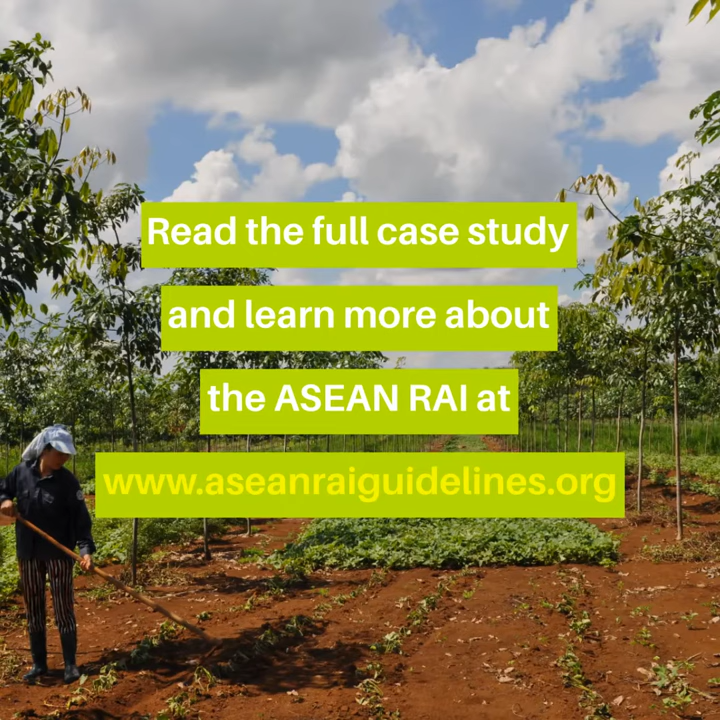 Read the full case study
and learn more about
the ASEAN RAI at
www.aseanraiguidelines.org